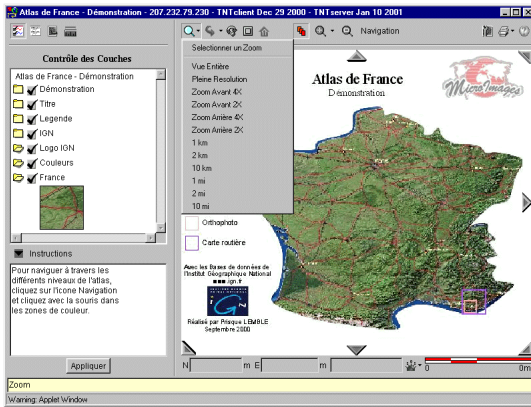 Atlas de France - Démonstration - 207.232.79.230 - TNTclient Dec 29 2000 - TNTserver Jan 10 2001
Navigation
Contrôle des Couches
Atlas de France - Démonstration
Démonstration
Titre
Legende
IGN
Logo IGN
Couleurs
France
Instructions
Pour naviguer à travers les
différents niveaux de l'atlas,
cliquez sur l'icone Navigation
et cliquez avec la souris dans
les zones de couleur.
Appliquer
Selectionner un Zoom
Vue Entière
Pleine Resolution
Zoom Avant 4X
Zoom Avant 2X
Zoom Arrière 4X
Zoom Arrière 2X
1 km
2 km
10 km
1 mi
2 mi
10 mi
Atlas de France
Démonstration
MicroImages
Orthophoto
Carte routière
Avec les Bases de données de
l'Institut Géographique National
www.ign.fr
Réalisé par Prisque LEMBLE
Septembre 2000
N m E m 0 0m
Zoom
Warning: Applet Window